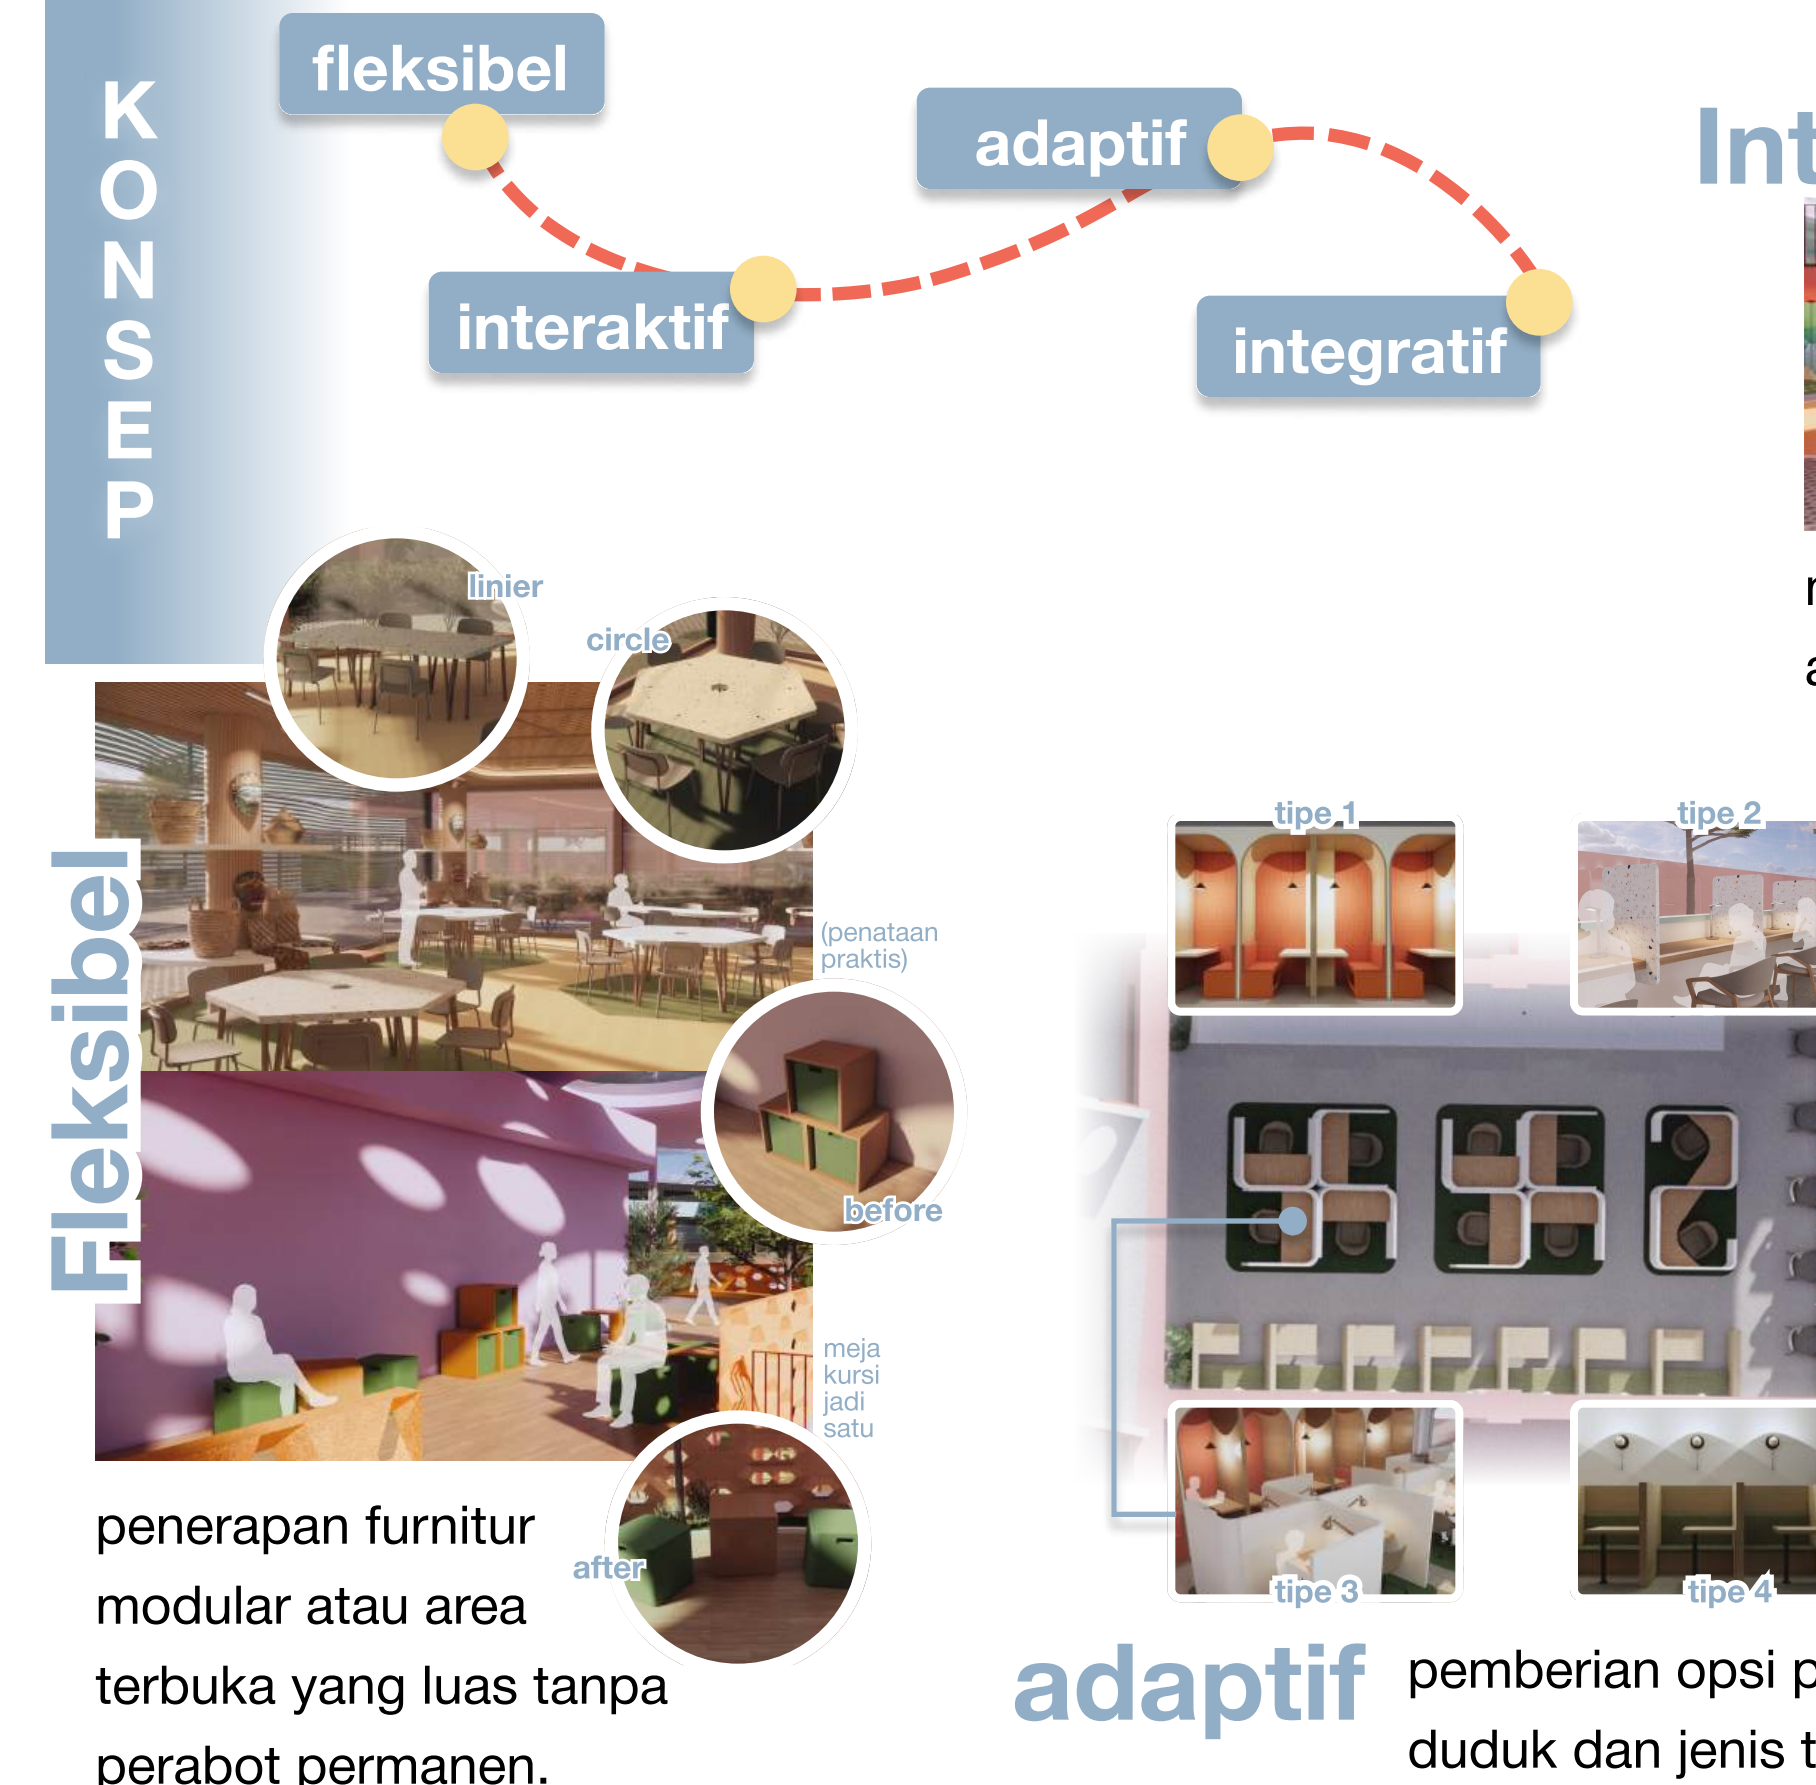 KONSEP
fleksibel
interaktif
adaptif
integratif
Int
linier
circle
Fleksibel
(penataan
praktis)
before
meja
kursi
jadi
satu
after
penerapan furnitur
modular atau area
terbuka yang luas tanpa
perabot permanen.
tipe 1
tipe 2
tipe 3
tipe 4
adaptif
pemberian opsi p
duduk dan jenis t